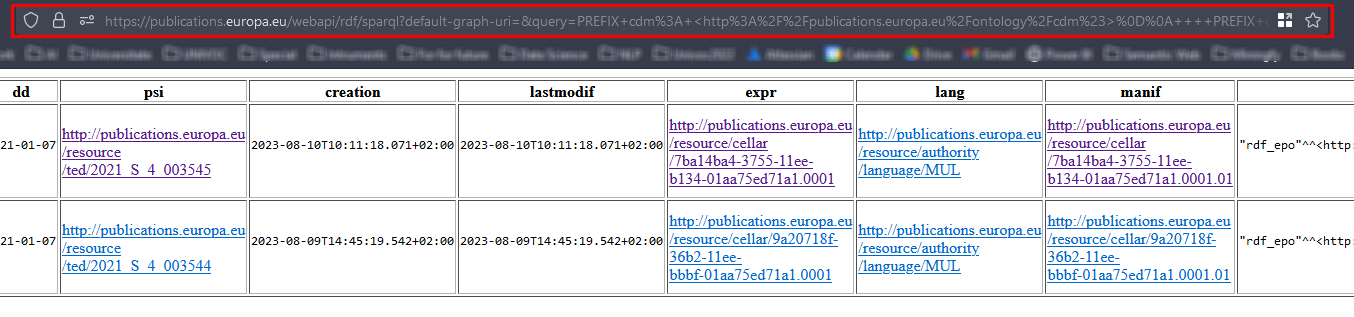 https://publications.europa.eu/webapi/rdf/sparql?default-graph-uri=&query=PREFIX+cdm%3A+<http%3A%2F%2Fpublications.europa.eu%2Fontology%2Fcdm%23>%0D%0A++++PREFIX+
dd psi creation lastmodif expr lang manif
21-01-07
http://publications.europa.eu
/resource
/ted/2021_S_4_003545
2023-08-10T10:11:18.071+02:00
2023-08-10T10:11:18.071+02:00
http://publications.europa.eu
/resource/cellar
/7ba14ba4-3755-11ee-
b134-01aa75ed71a1.0001
http://publications.europa.eu
/resource/authority
/language/MUL
http://publications.europa.eu
/resource/cellar
/7ba14ba4-3755-11ee-
b134-01aa75ed71a1.0001.01
"rdf_epo"^^<http:
21-01-07
http://publications.europa.eu
/resource
/ted/2021_S_4_003544
2023-08-09T14:45:19.542+02:00
2023-08-09T14:45:19.542+02:00
http://publications.europa.eu
/resource/cellar/9a20718f-
36b2-11ee-
bbbf-01aa75ed71a1.0001
http://publications.europa.eu
/resource/authority
/language/MUL
http://publications.europa.eu
/resource/cellar/9a20718f-
36b2-11ee-
bbbf-01aa75ed71a1.0001.01
"rdf_epo"^^<http: